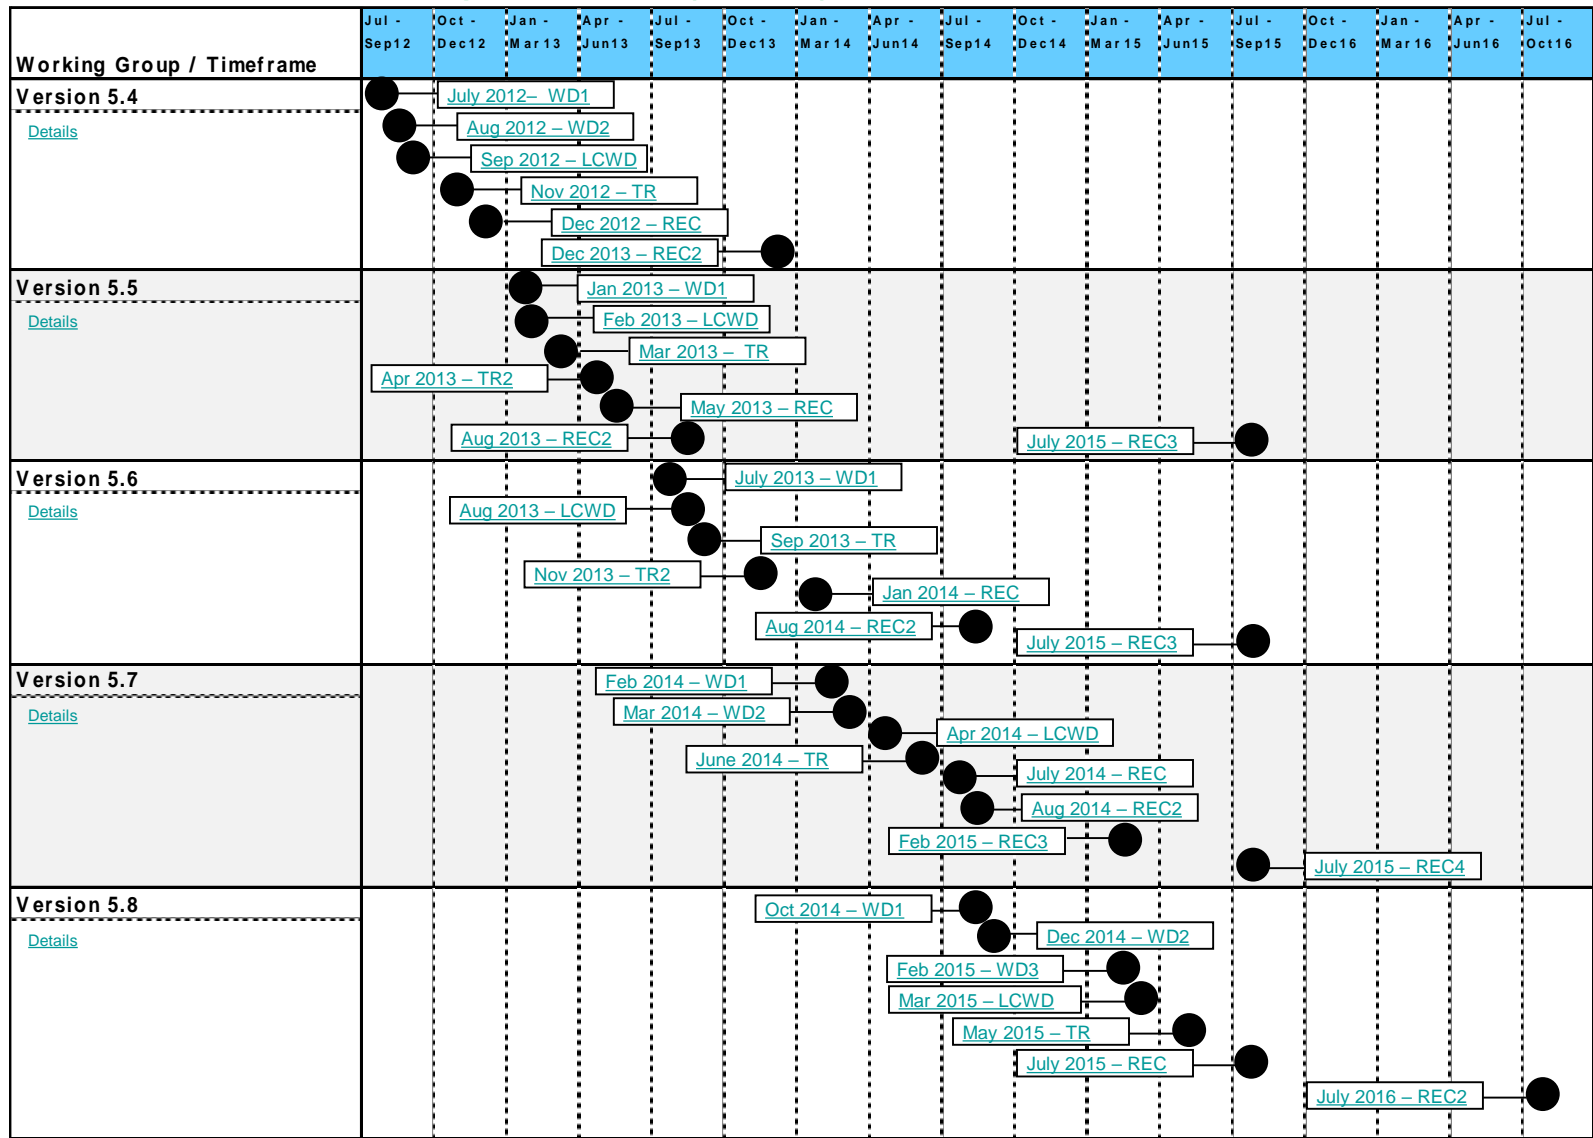 Working Group / Timeframe
Jul - Sep12
Oct - Dec12
Jan - Mar13
Apr - Jun13
Jul - Sep13
Oct - Dec13
Jan - Mar14
Apr - Jun14
Jul - Sep14
Oct - Dec14
Jan - Mar15
Apr - Jun15
Jul - Sep15
Oct - Dec16
Jan - Mar16
Apr - Jun16
Jul - Oct16
Version 5.4
Details
July 2012– WD1
Aug 2012 – WD2
Sep 2012 – LCWD
Nov 2012 – TR
Dec 2012 – REC
Dec 2013 – REC2
Version 5.5
Details
Jan 2013 – WD1
Feb 2013 – LCWD
Mar 2013 – TR
Apr 2013 – TR2
May 2013 – REC
Aug 2013 – REC2
July 2015 – REC3
Version 5.6
Details
July 2013 – WD1
Aug 2013 – LCWD
Sep 2013 – TR
Nov 2013 – TR2
Jan 2014 – REC
Aug 2014 – REC2
July 2015 – REC3
Version 5.7
Details
Feb 2014 – WD1
Mar 2014 – WD2
Apr 2014 – LCWD
June 2014 – TR
July 2014 – REC
Aug 2014 – REC2
Feb 2015 – REC3
July 2015 – REC4
Version 5.8
Details
Oct 2014 – WD1
Dec 2014 – WD2
Feb 2015 – WD3
Mar 2015 – LCWD
May 2015 – TR
July 2015 – REC
July 2016 – REC2